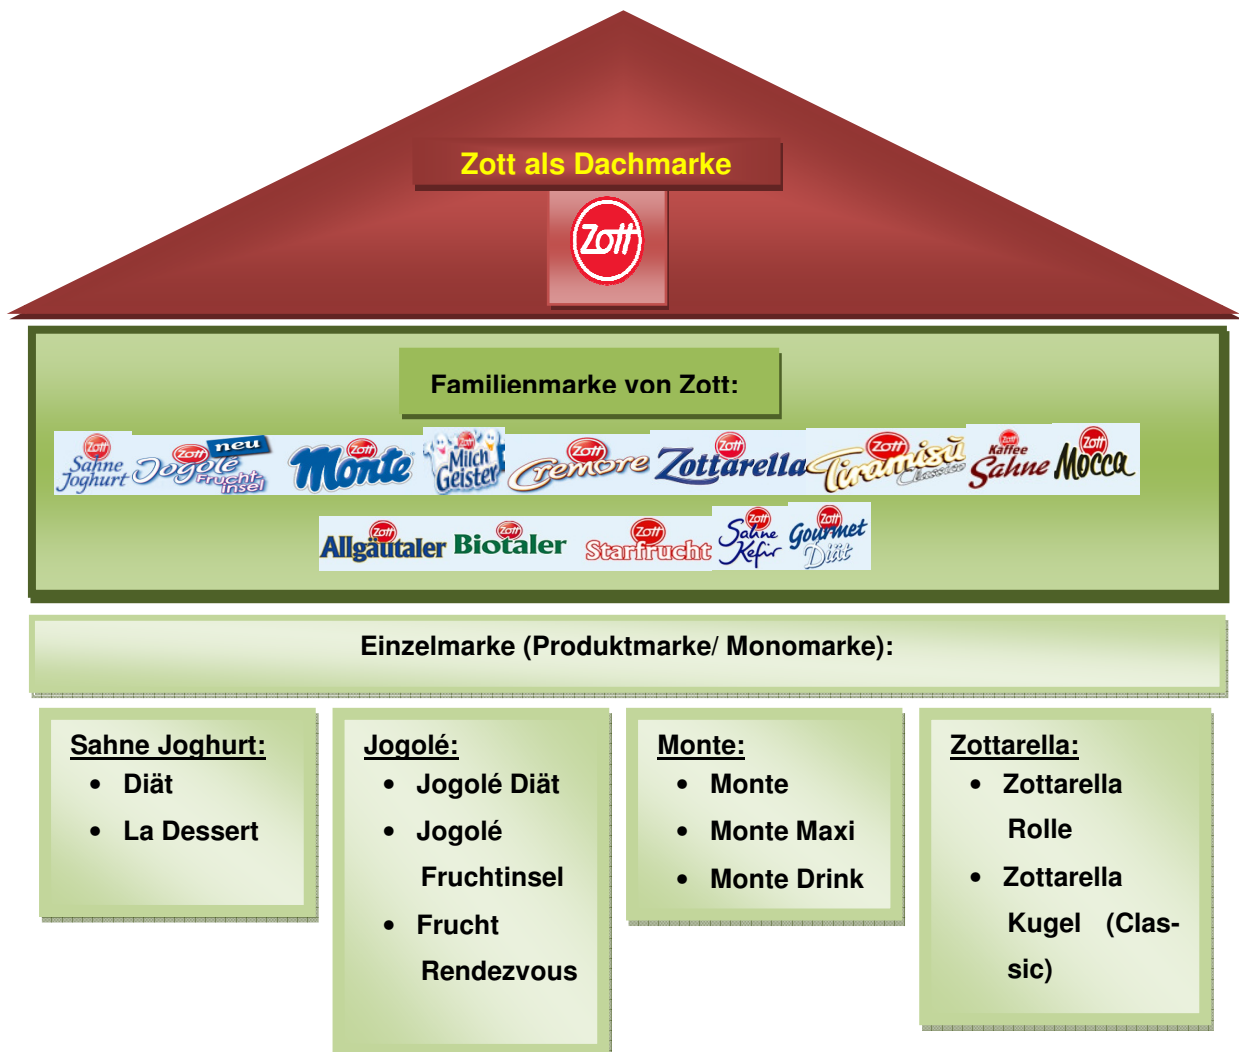 Zott als Dachmarke
Zott
Familienmarke von Zott:
Zott Sahne Joghurt
Zott Jogolé neu Frucht Insel
Zott Monte
Zott Milch Geister
Zott Cremore
Zott Zottarella
Zott Tiramisù Classico
Zott Kaffee Sahne
Zott Mocca
Zott Allgäutaler
Zott Biotaler
Zott Starfrucht
Zott Sahne Kefir
Zott Gourmet Diät
Einzelmarke (Produktmarke/ Monomarke):
Sahne Joghurt:
• Diät
• La Dessert
Jogolé:
• Jogolé Diät
• Jogolé
Fruchtinsel
• Frucht
Rendezvous
Monte:
• Monte
• Monte Maxi
• Monte Drink
Zottarella:
• Zottarella
Rolle
• Zottarella
Kugel (Clas-
sic)